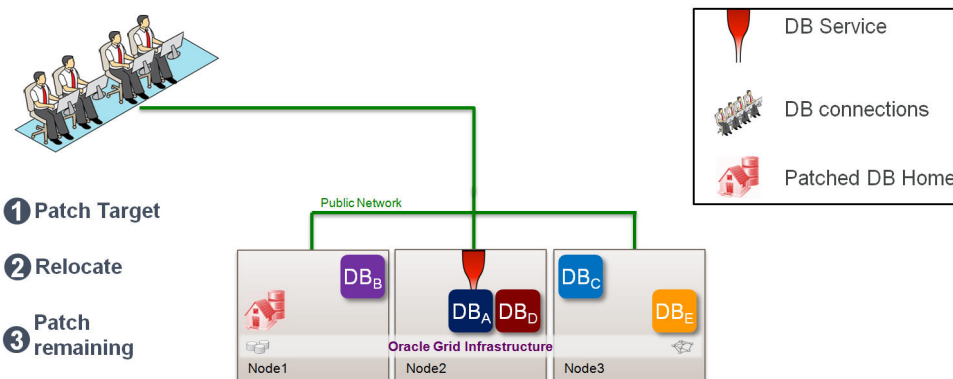 DB Service
DB connections
Patched DB Home
1 Patch Target
2 Relocate
3 Patch
remaining
Public Network
DBB
DBA
DBD
DBC
DBE
Oracle Grid Infrastructure
Node1
Node2
Node3